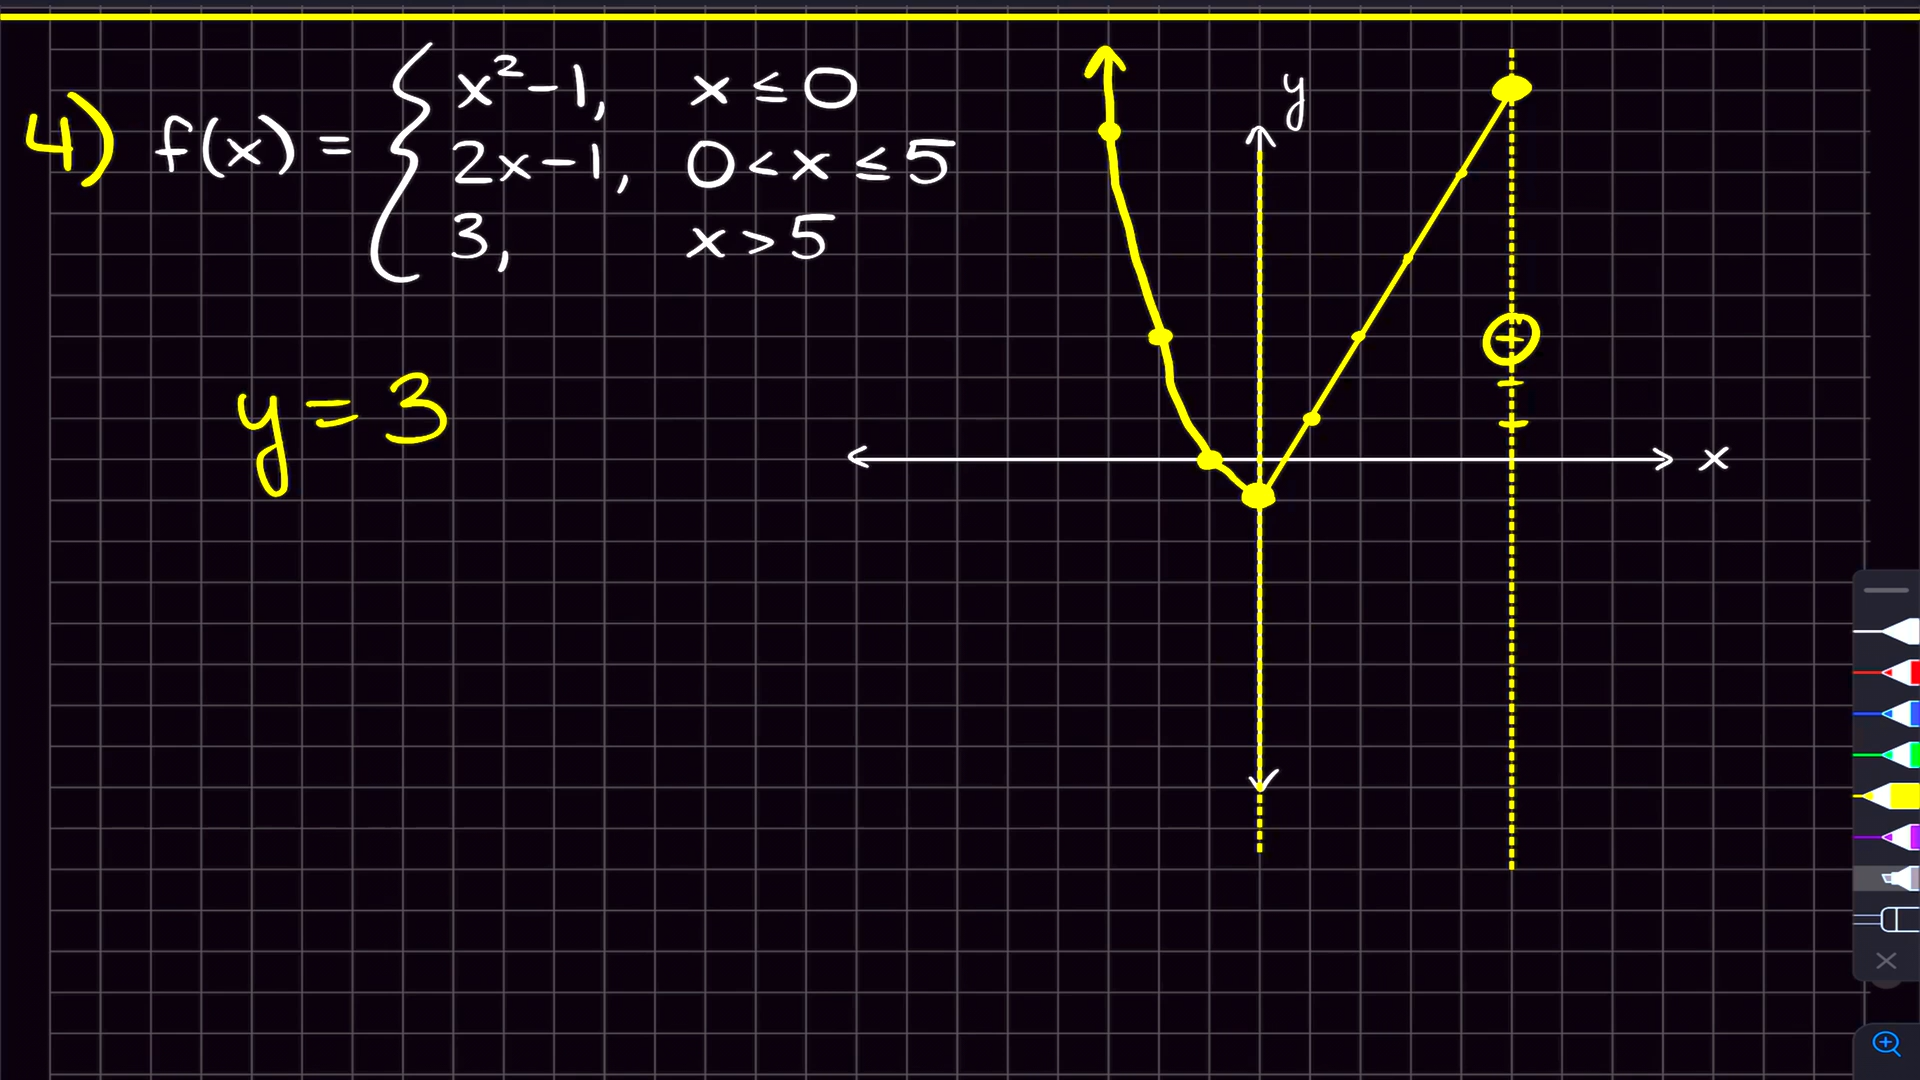 4) f(x) = { x²-1, x ≤ 0
2x-1, 0 < x ≤ 5
3, x > 5
y
y = 3
x